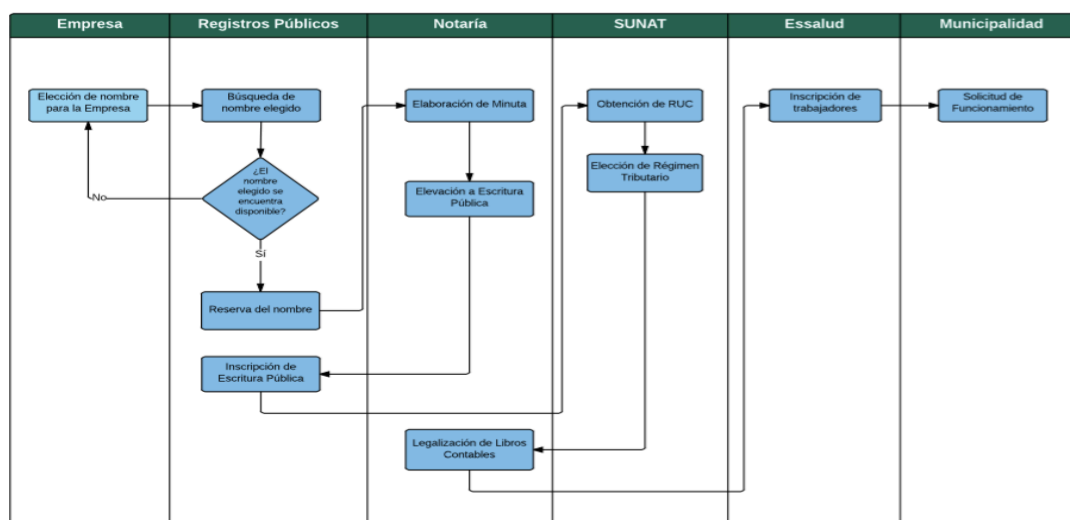 Empresa
Registros Públicos
Notaría
SUNAT
Essalud
Municipalidad
Elección de nombre
para la Empresa
Búsqueda de
nombre elegido
Elaboración de Minuta
Obtención de RUC
Inscripción de
trabajadores
Solicitud de
Funcionamiento
¿El
nombre
elegido se
encuentra
disponible?
No
Sí
Elección de Régimen
Tributario
Elevación a Escritura
Pública
Reserva del nombre
Inscripción de
Escritura Pública
Legalización de Libros
Contables